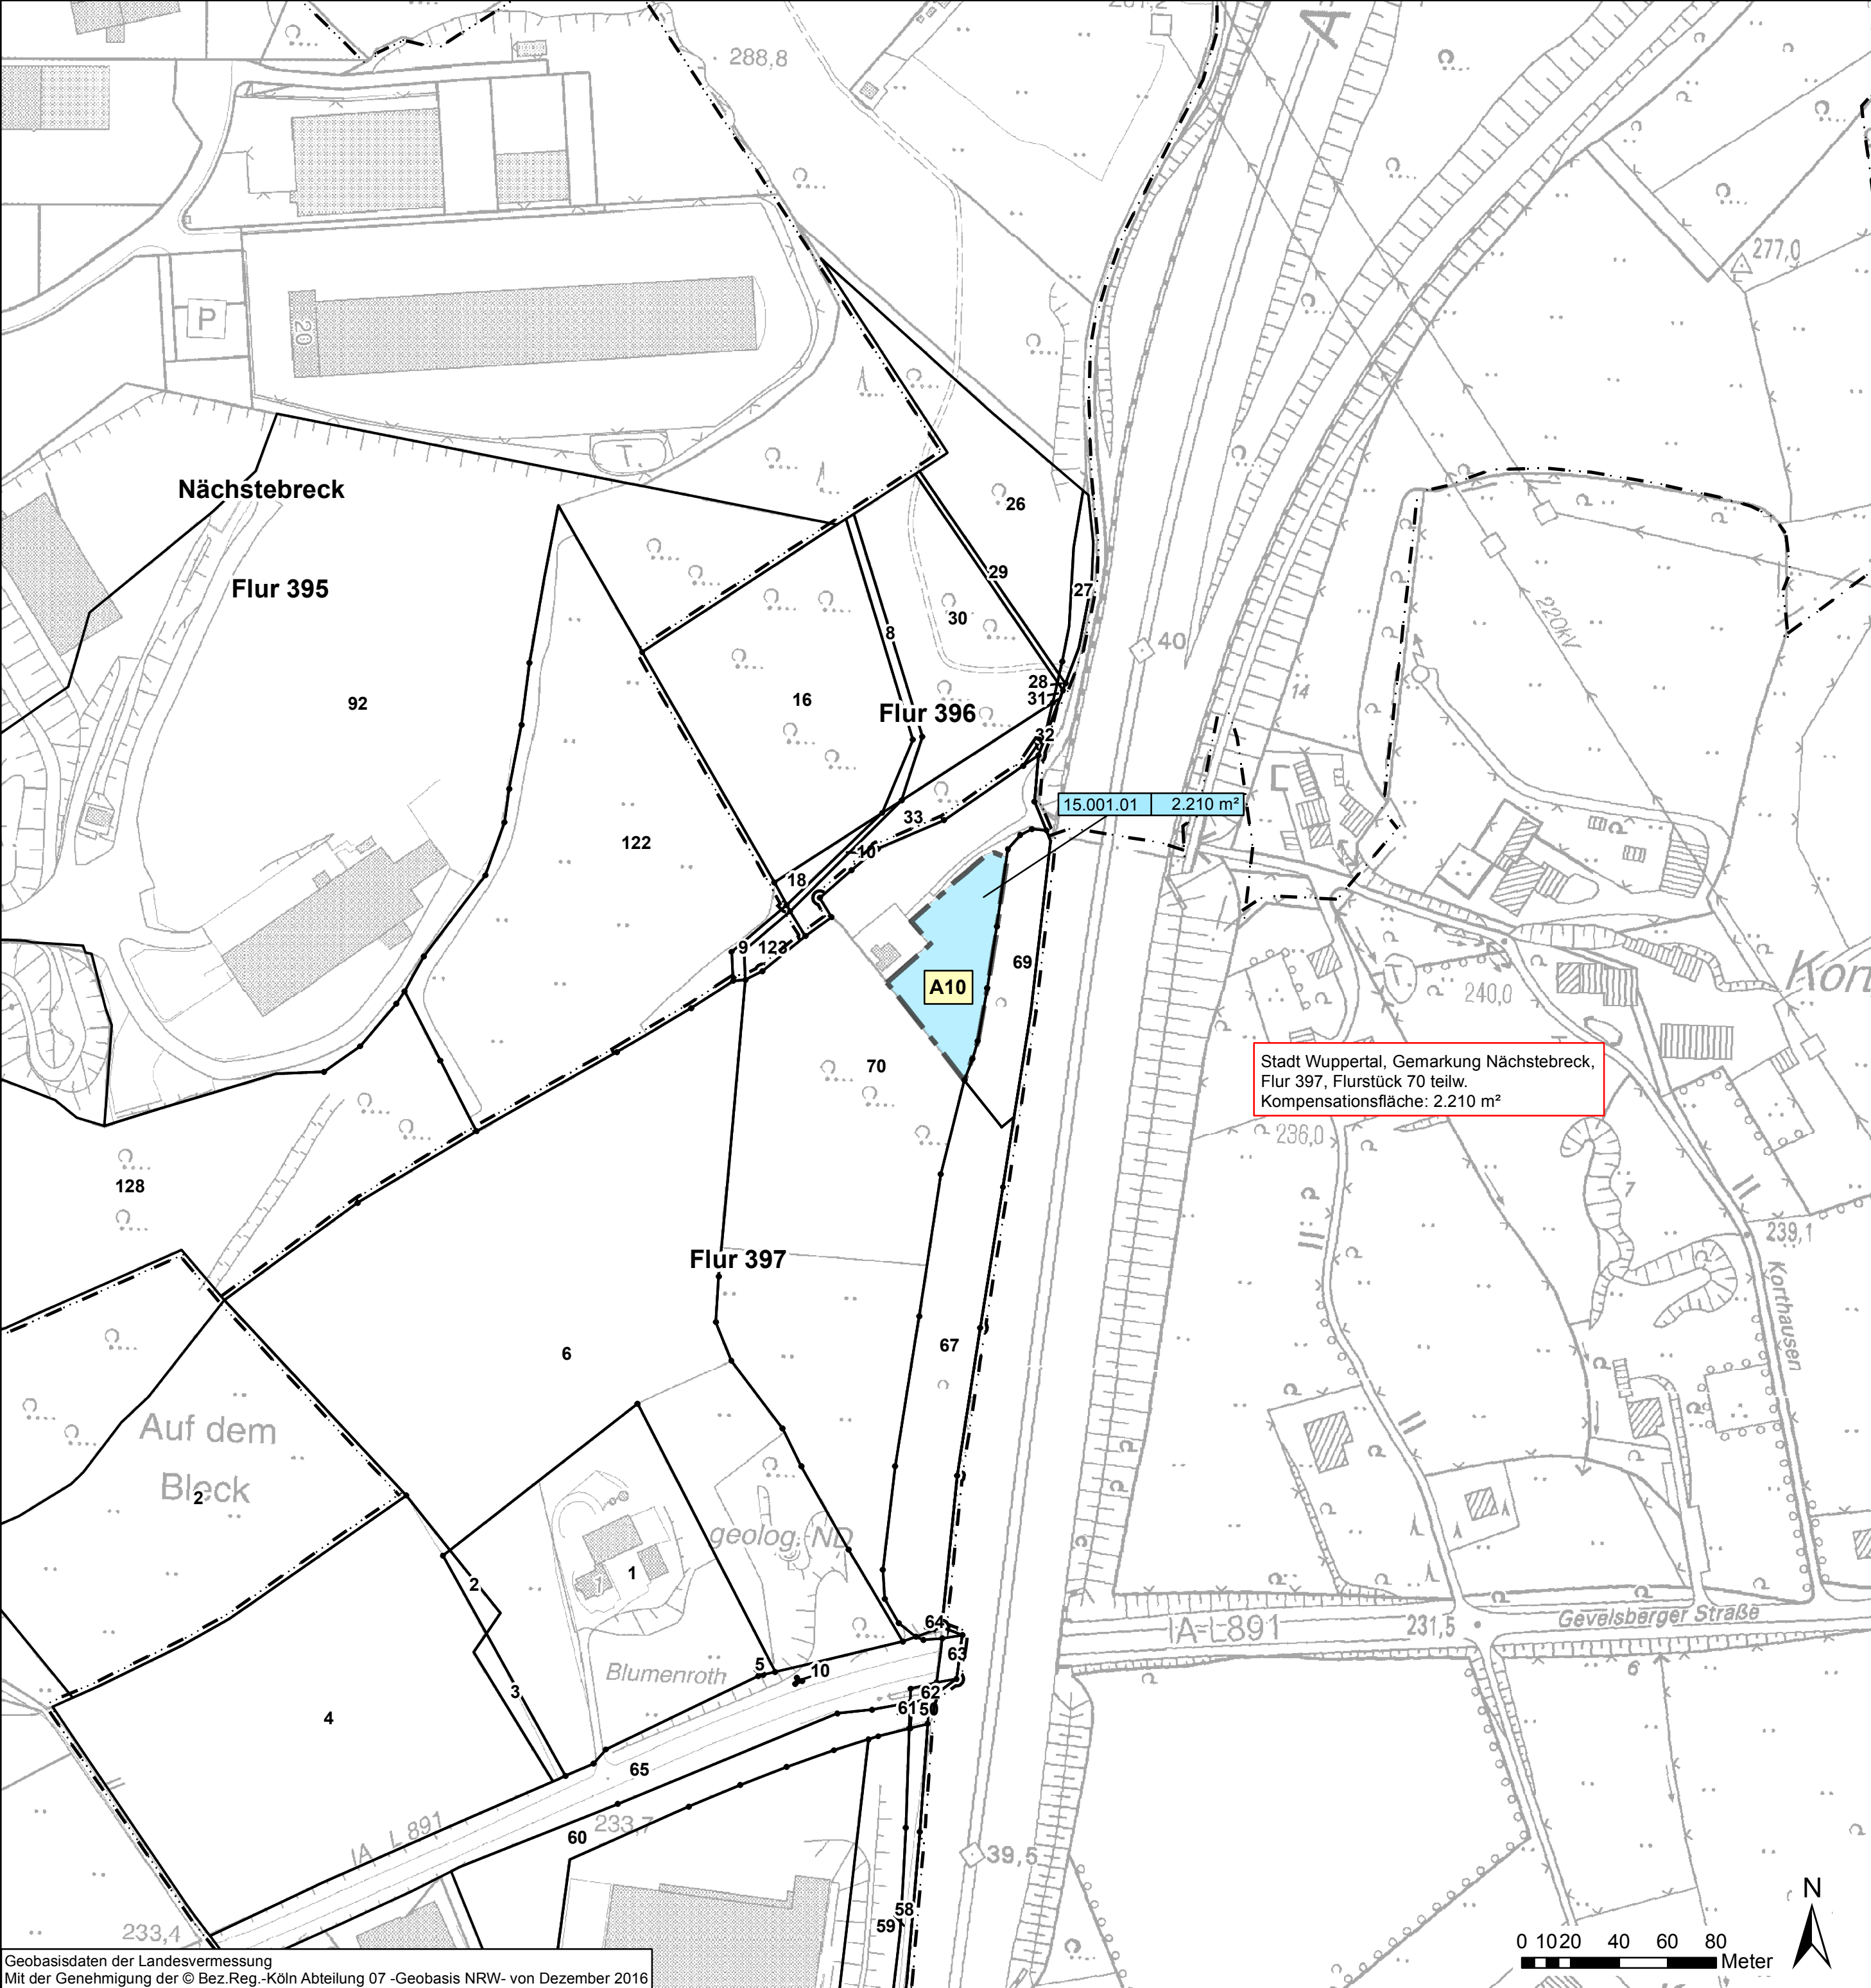 288,8
A
277,0
P
20
T.
Nächstebreck
26
Flur 395
29
27
30
8
220kV
40
92
28
14
16
31
Flur 396
32
15.001.01 2.210 m²
33
122
10
18
9
123
69
T.
A10
240,0
Stadt Wuppertal, Gemarkung Nächstebreck,
Flur 397, Flurstück 70 teilw.
Kompensationsfläche: 2.210 m²
70
236,0
7
128
239,1
Flur 397
Korthausen
67
6
Auf dem
Bleck
2
geolog. ND
1
1
2
64
IA-L891
231,5
Gevelsberger Straße
63
5
10
Blumenroth
6
3
62
61
50
4
65
IA L 891
233,7
60
39,5
58
59
233,4
N
0 10 20 40 60 80
Meter
Geobasisdaten der Landesvermessung
Mit der Genehmigung der © Bez.Reg.-Köln Abteilung 07 -Geobasis NRW- von Dezember 2016